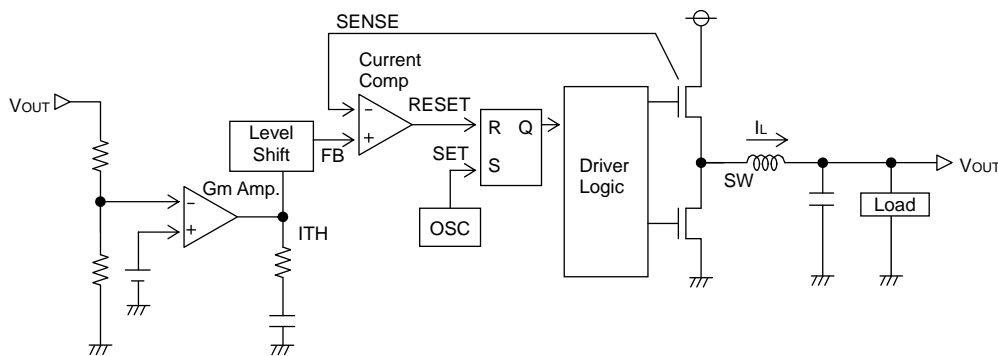 SENSE
Current
Comp
VOUT
RESET
Level
Shift
FB
SET
R Q
S
Driver
Logic
IL
SW
VOUT
Gm Amp.
OSC
Load
ITH